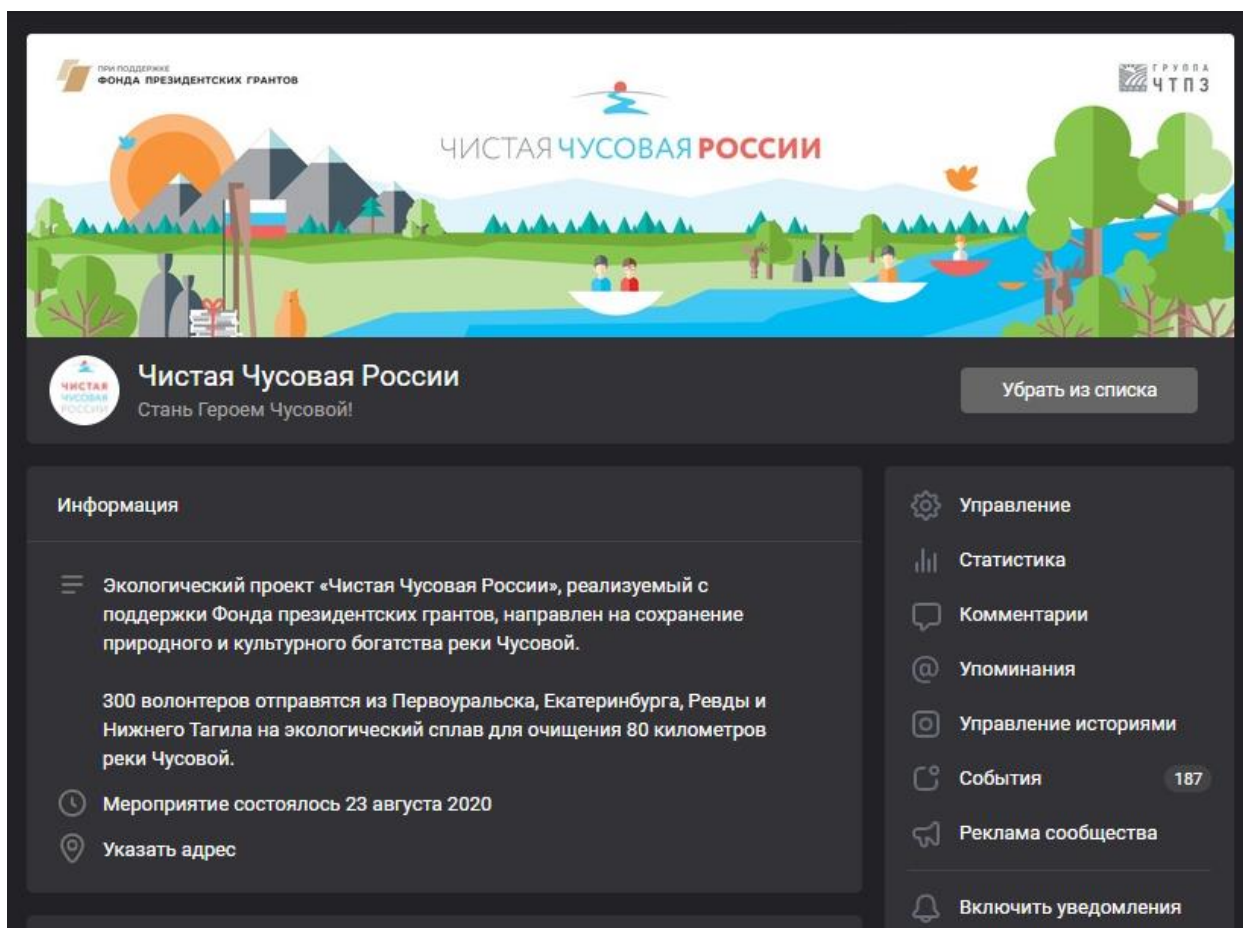 ПРИ ПОДДЕРЖКЕ
ФОНДА ПРЕЗИДЕНТСКИХ ГРАНТОВ
ГРУППА
ЧТПЗ
ЧИСТАЯ ЧУСОВАЯ РОССИИ
ЧИСТАЯ
ЧУСОВАЯ
РОССИИ
Чистая Чусовая России
Стань Героем Чусовой!
Убрать из списка
Информация
Экологический проект «Чистая Чусовая России», реализуемый с
поддержки Фонда президентских грантов, направлен на сохранение
природного и культурного богатства реки Чусовой.
300 волонтеров отправятся из Первоуральска, Екатеринбурга, Ревды и
Нижнего Тагила на экологический сплав для очищения 80 километров
реки Чусовой.
Мероприятие состоялось 23 августа 2020
Указать адрес
Управление
Статистика
Комментарии
Упоминания
Управление историями
События 187
Реклама сообщества
Включить уведомления